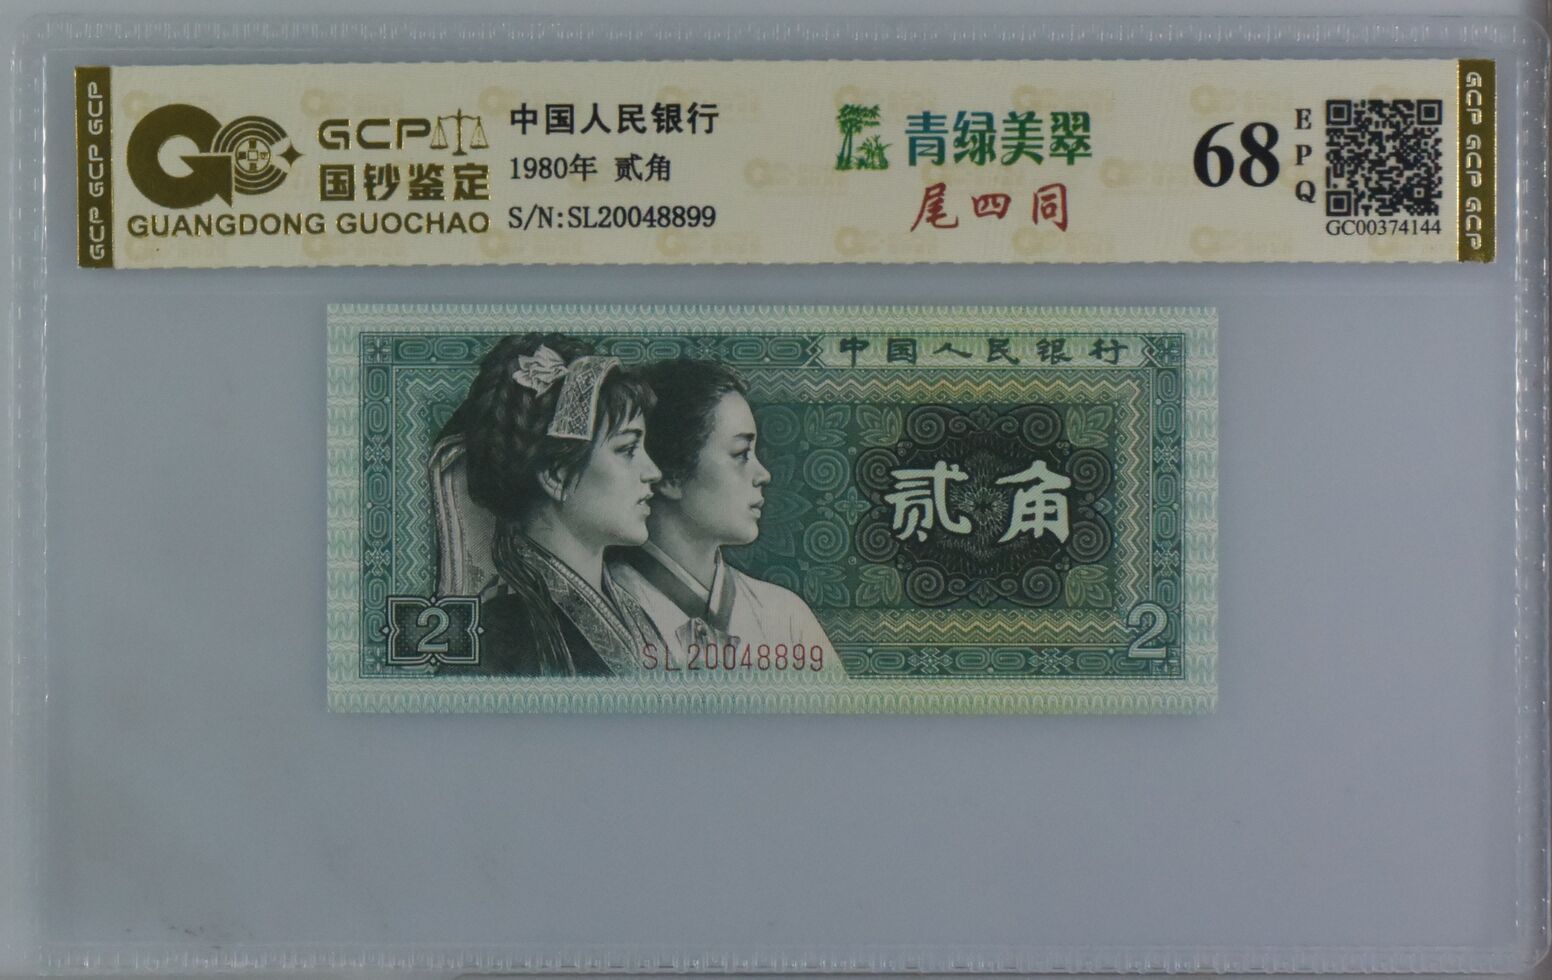 GCP GCP GCP
GCP
国钞鉴定
GUANGDONG GUOCHAO
中国人民银行
1980年 贰角
S/N:SL20048899
青绿美翠
尾四同
68
EPQ
GC00374144
GCP GCP GCP
中国人民银行
贰角
2
SL20048899
2